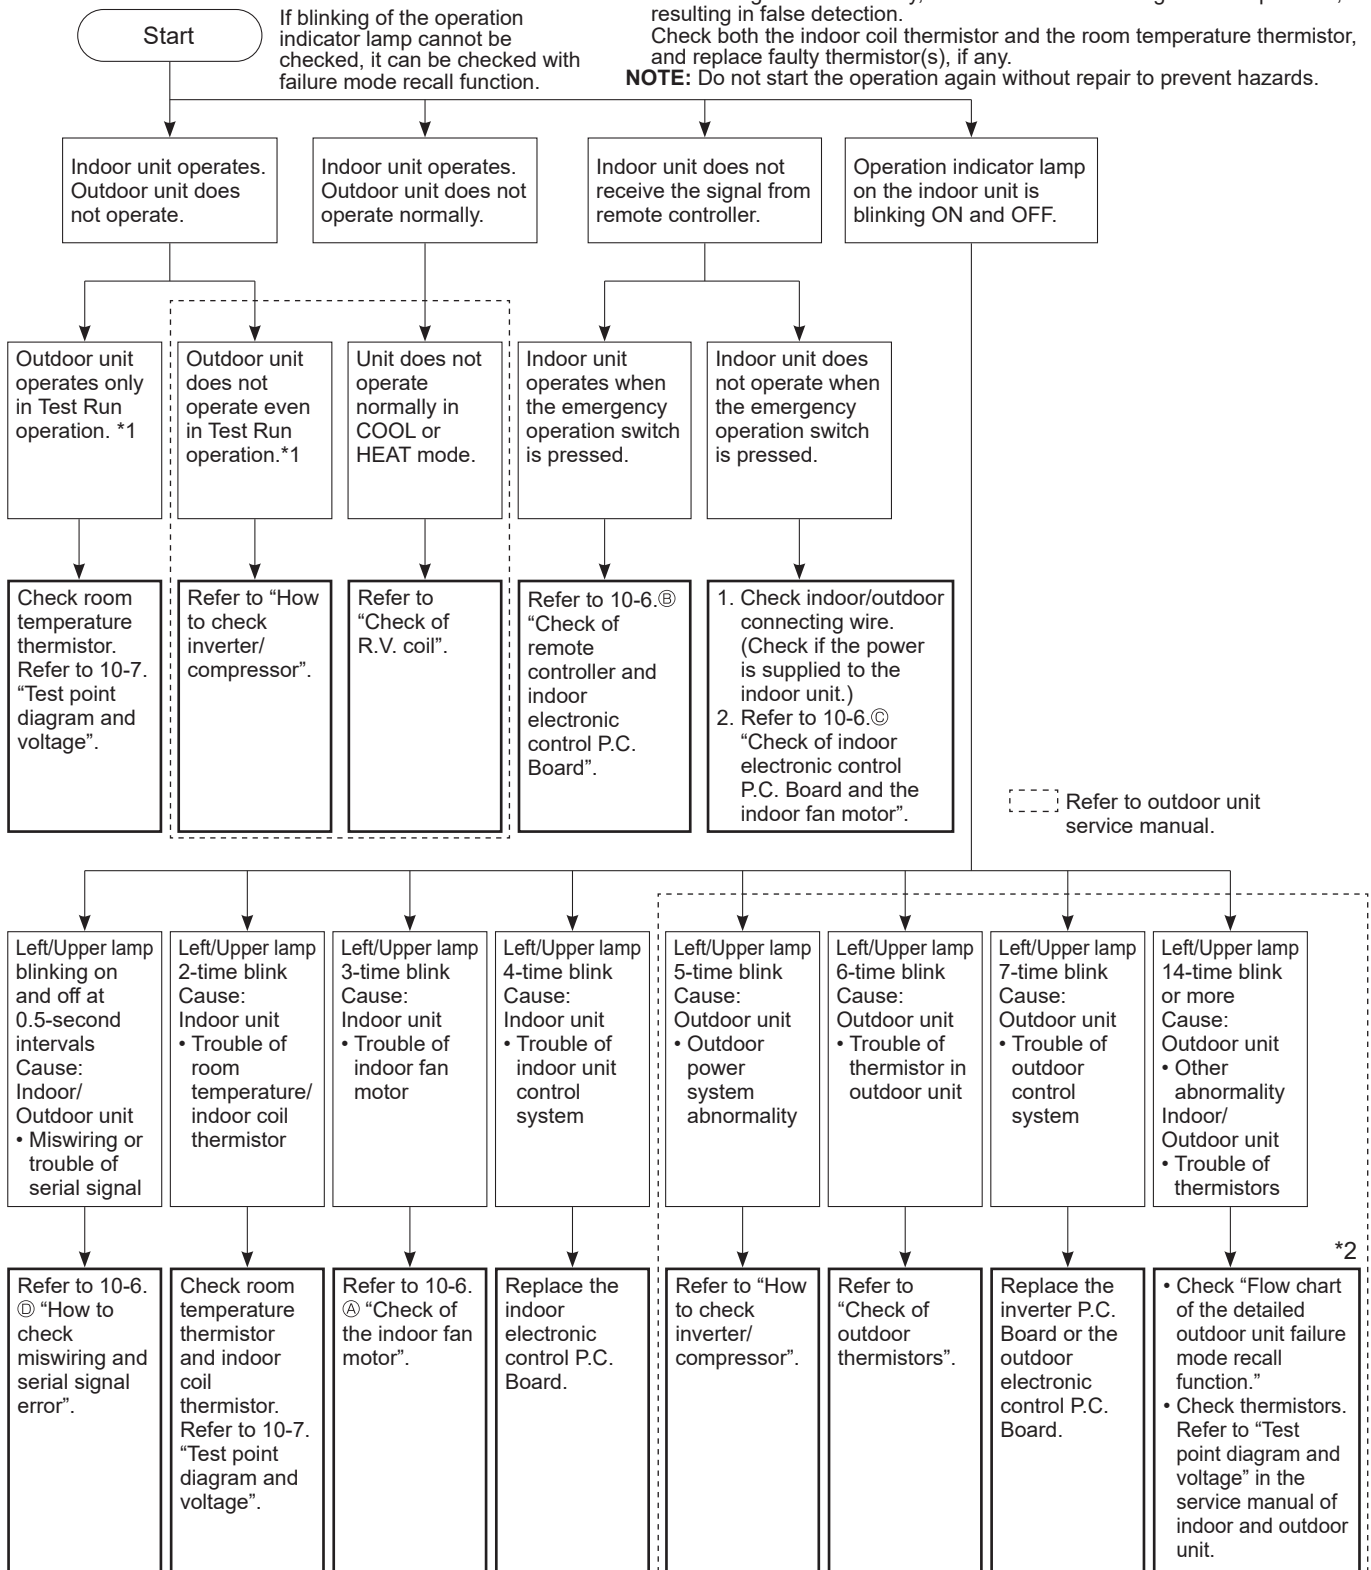 Start
If blinking of the operation
indicator lamp cannot be
checked, it can be checked with
failure mode recall function.
resulting in false detection.
Check both the indoor coil thermistor and the room temperature thermistor,
and replace faulty thermistor(s), if any.
NOTE: Do not start the operation again without repair to prevent hazards.
Indoor unit operates.
Outdoor unit does
not operate.
Indoor unit operates.
Outdoor unit does not
operate normally.
Indoor unit does not
receive the signal from
remote controller.
Operation indicator lamp
on the indoor unit is
blinking ON and OFF.
Outdoor unit
operates only
in Test Run
operation. *1
Outdoor unit
does not
operate even
in Test Run
operation.*1
Unit does not
operate
normally in
COOL or
HEAT mode.
Indoor unit
operates when
the emergency
operation switch
is pressed.
Indoor unit does
not operate when
the emergency
operation switch
is pressed.
Check room
temperature
thermistor.
Refer to 10-7.
“Test point
diagram and
voltage”.
Refer to “How
to check
inverter/
compressor”.
Refer to
“Check of
R.V. coil”.
Refer to 10-6.Ⓑ
“Check of
remote
controller and
indoor
electronic
control P.C.
Board”.
1. Check indoor/outdoor
connecting wire.
(Check if the power
is supplied to the
indoor unit.)
2. Refer to 10-6.Ⓒ
“Check of indoor
electronic control
P.C. Board and the
indoor fan motor”.
Refer to outdoor unit
service manual.
Left/Upper lamp
blinking on
and off at
0.5-second
intervals
Cause:
Indoor/
Outdoor unit
• Miswiring or
trouble of
serial signal
Left/Upper lamp
2-time blink
Cause:
Indoor unit
• Trouble of
room
temperature/
indoor coil
thermistor
Left/Upper lamp
3-time blink
Cause:
Indoor unit
• Trouble of
indoor fan
motor
Left/Upper lamp
4-time blink
Cause:
Indoor unit
• Trouble of
indoor unit
control
system
Left/Upper lamp
5-time blink
Cause:
Outdoor unit
• Outdoor
power
system
abnormality
Left/Upper lamp
6-time blink
Cause:
Outdoor unit
• Trouble of
thermistor in
outdoor unit
Left/Upper lamp
7-time blink
Cause:
Outdoor unit
• Trouble of
outdoor
control
system
Left/Upper lamp
14-time blink
or more
Cause:
Outdoor unit
• Other
abnormality
Indoor/
Outdoor unit
• Trouble of
thermistors
*2
Refer to 10-6.
Ⓓ “How to
check
miswiring and
serial signal
error”.
Check room
temperature
thermistor
and indoor
coil
thermistor.
Refer to 10-7.
“Test point
diagram and
voltage”.
Refer to 10-6.
Ⓐ “Check of
the indoor fan
motor”.
Replace the
indoor
electronic
control P.C.
Board.
Refer to “How
to check
inverter/
compressor”.
Refer to
“Check of
outdoor
thermistors”.
Replace the
inverter P.C.
Board or the
outdoor
electronic
control P.C.
Board.
• Check “Flow chart
of the detailed
outdoor unit failure
mode recall
function.”
• Check thermistors.
Refer to “Test
point diagram and
voltage” in the
service manual of
indoor and outdoor
unit.